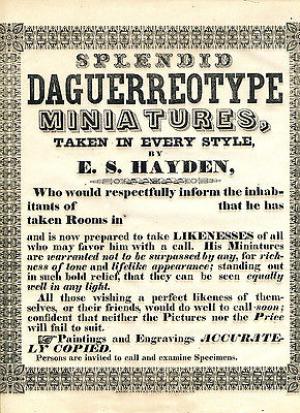 SPLENDID
DAGUERREOTYPE
MINIATURES,
TAKEN IN EVERY STYLE,
BY
E. S. HAYDEN,
Who would respectfully inform the inhab-
itants of that he has
taken Rooms in
and is now prepared to take LIKENESSES of all
who may favor him with a call. His Miniatures
are warranted not to be surpassed by any, for rich-
ness of tone and lifelike appearance; standing out
in such bold relief, that they can be seen equally
well in any light.
All those wishing a perfect likeness of them-
selves, or their friends, would do well to call soon;
confident that neither the Pictures nor the Price
will fail to suit.
☞Paintings and Engravings ACCURATE-
LY COPIED.
Persons are invited to call and examine Specimens.